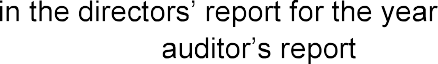 in the directors’ report for the year
auditor’s report